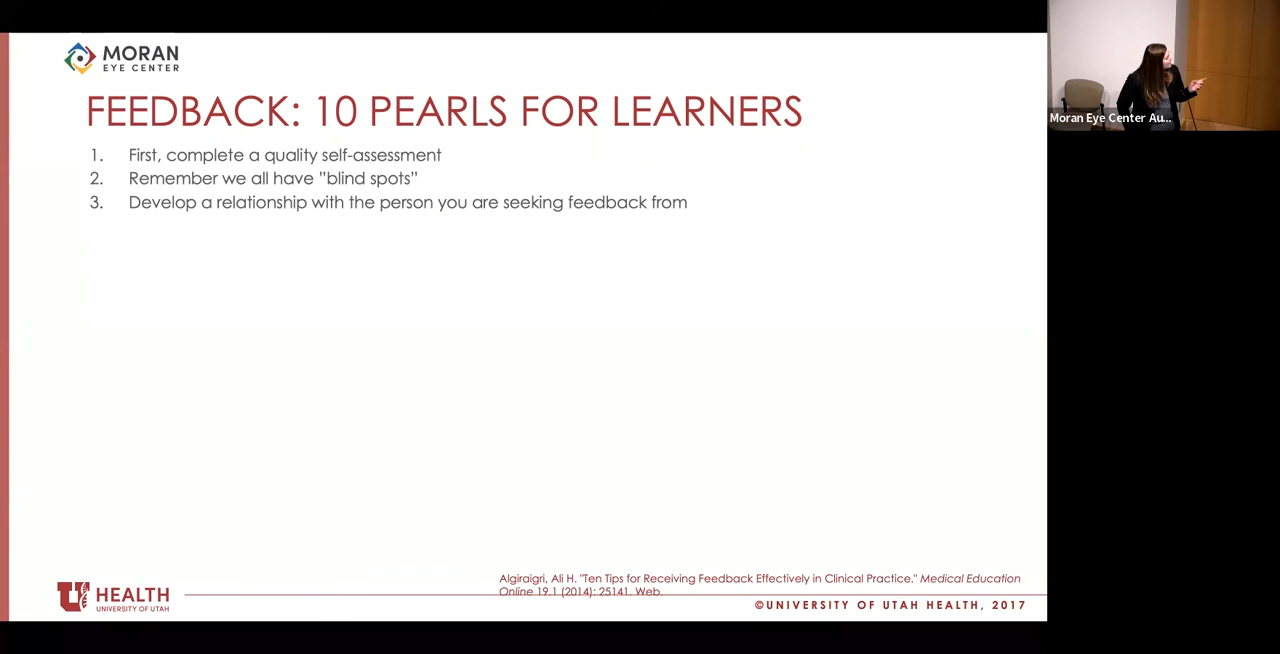 MORAN
EYE CENTER
FEEDBACK: 10 PEARLS FOR LEARNERS
1. First, complete a quality self-assessment
2. Remember we all have ”blind spots”
3. Develop a relationship with the person you are seeking feedback from
Algiraigri, Ali H. "Ten Tips for Receiving Feedback Effectively in Clinical Practice." Medical Education
Online 19.1 (2014): 25141. Web.
U HEALTH
UNIVERSITY OF UTAH
©UNIVERSITY OF UTAH HEALTH, 2017
Moran Eye Center Au...